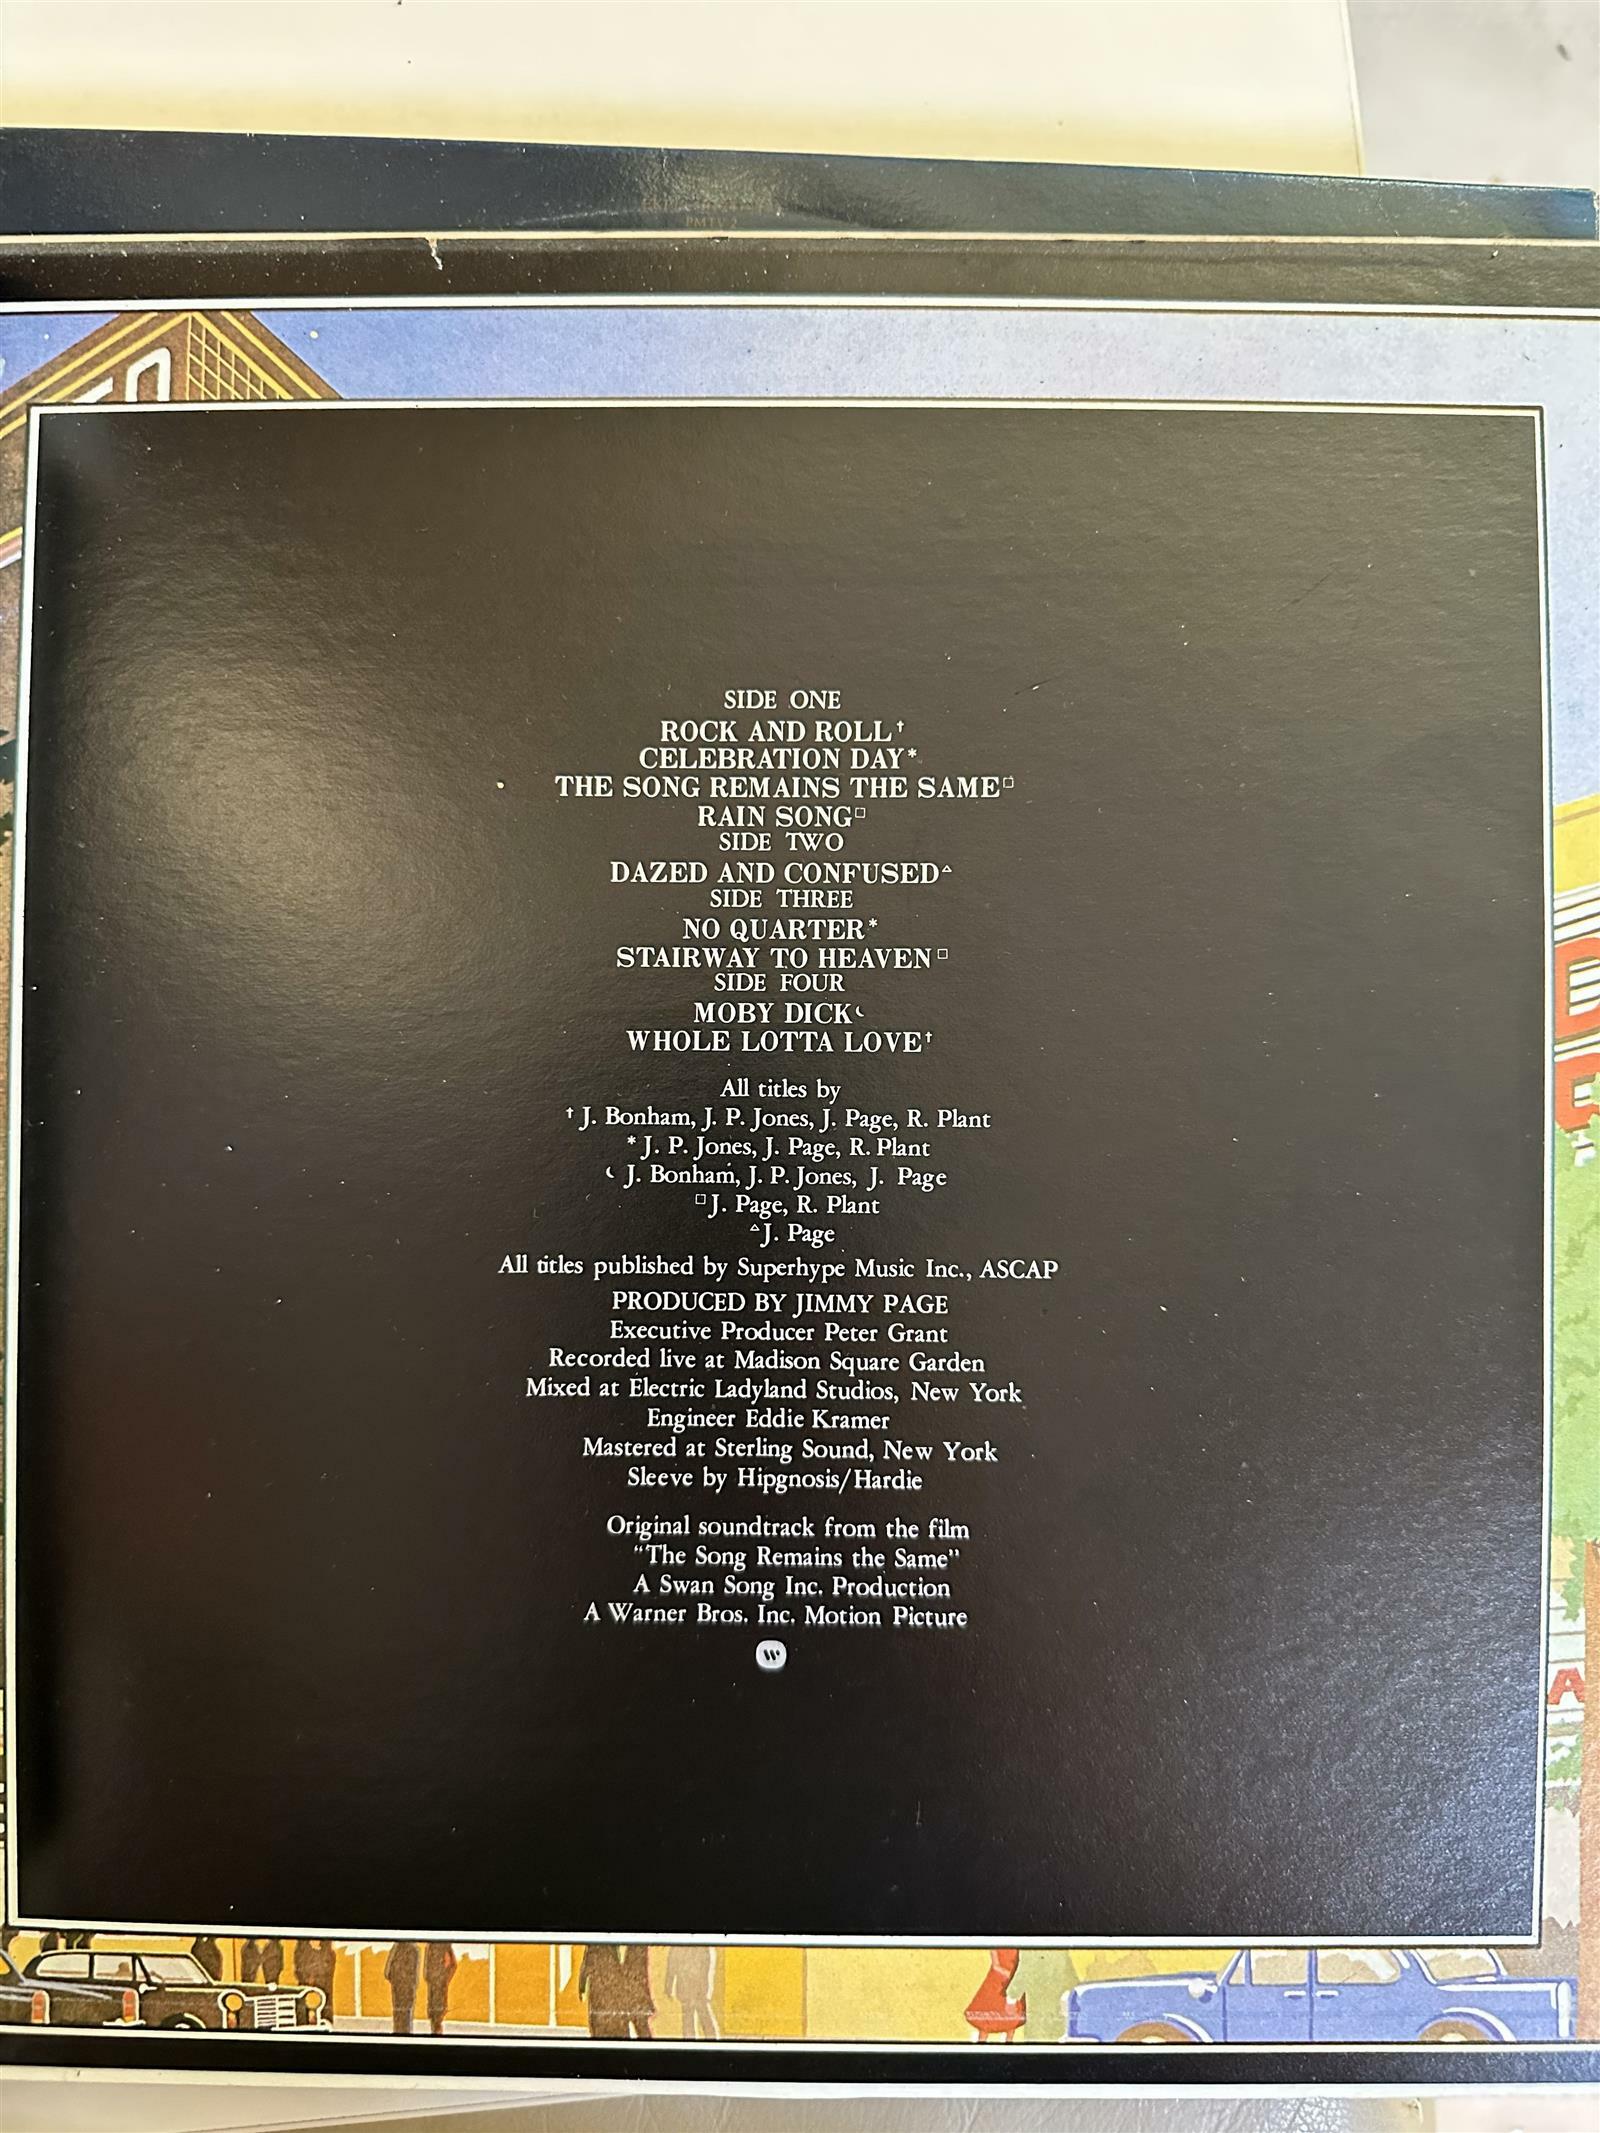 SIDE ONE
ROCK AND ROLL†
CELEBRATION DAY*
THE SONG REMAINS THE SAME□
RAIN SONG□
SIDE TWO
DAZED AND CONFUSED△
SIDE THREE
NO QUARTER*
STAIRWAY TO HEAVEN□
SIDE FOUR
MOBY DICK☾
WHOLE LOTTA LOVE†
All titles by
† J. Bonham, J. P. Jones, J. Page, R. Plant
* J. P. Jones, J. Page, R. Plant
☾ J. Bonham, J. P. Jones, J. Page
□ J. Page, R. Plant
△ J. Page
All titles published by Superhype Music Inc., ASCAP
PRODUCED BY JIMMY PAGE
Executive Producer Peter Grant
Recorded live at Madison Square Garden
Mixed at Electric Ladyland Studios, New York
Engineer Eddie Kramer
Mastered at Sterling Sound, New York
Sleeve by Hipgnosis/Hardie
Original soundtrack from the film
“The Song Remains the Same”
A Swan Song Inc. Production
A Warner Bros. Inc. Motion Picture